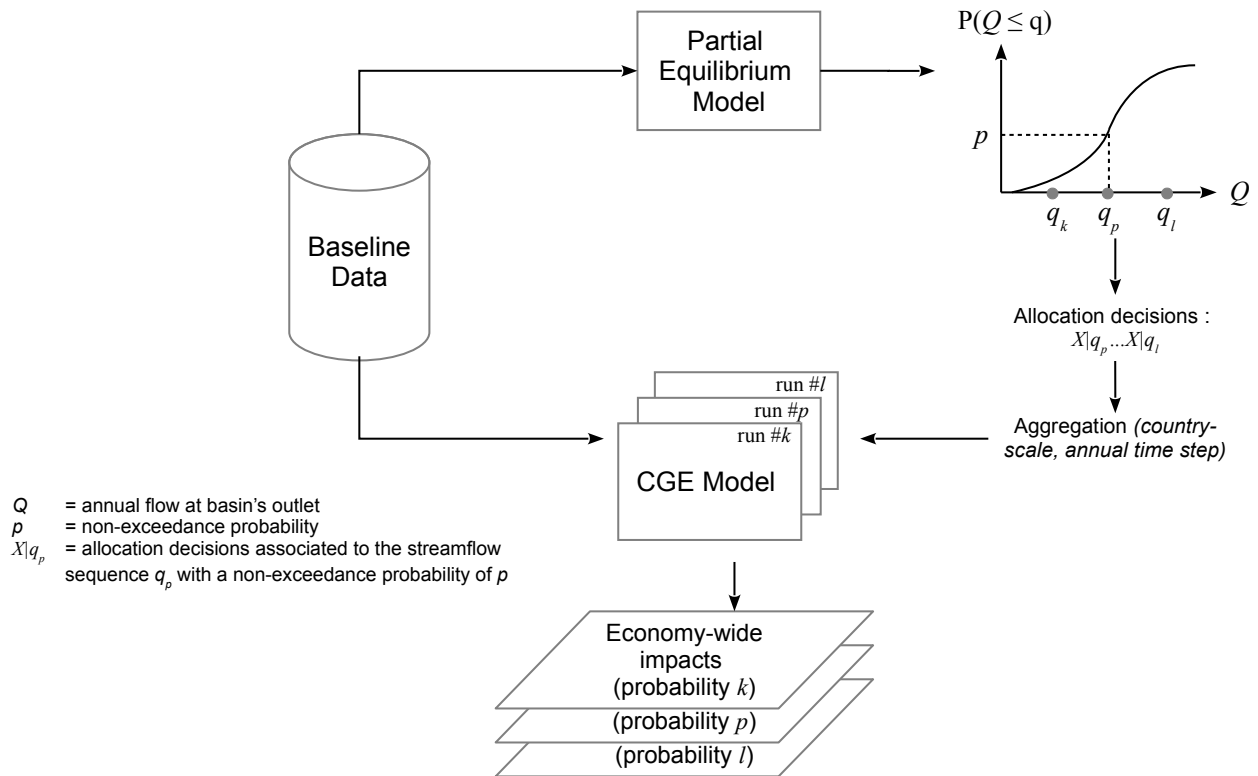 P(Q ≤ q)
Partial
Equilibrium
Model
p
Q
q_k
q_p
q_l
Baseline
Data
Allocation decisions :
X|q_p...X|q_l
run #l
run #p
run #k
CGE Model
Aggregation (country-
scale, annual time step)
Q = annual flow at basin's outlet
p = non-exceedance probability
X|q_p = allocation decisions associated to the streamflow
sequence q_p with a non-exceedance probability of p
Economy-wide
impacts
(probability k)
(probability p)
(probability l)